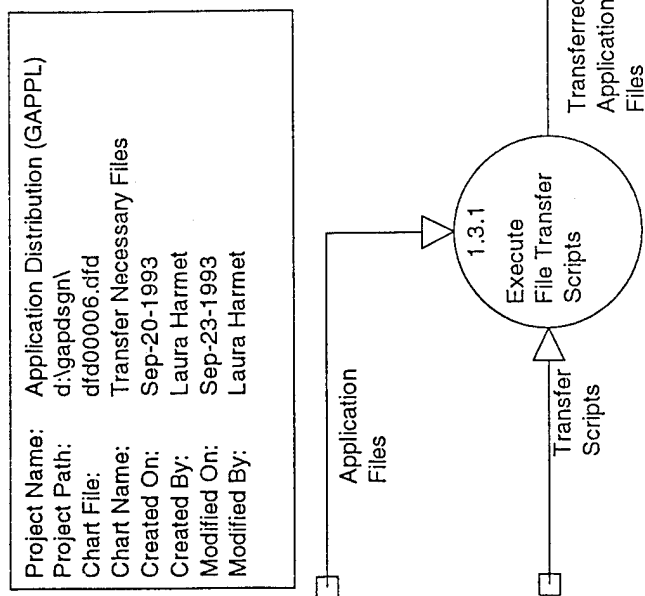 Project Name: Application Distribution (GAPPL)
Project Path: d:\gapdsgn\
Chart File: dfd00006.dfd
Chart Name: Transfer Necessary Files
Created On: Sep-20-1993
Created By: Laura Harmet
Modified On: Sep-23-1993
Modified By: Laura Harmet
Application
Files
Transfer
Scripts
1.3.1
Execute
File Transfer
Scripts
Transferred
Application
Files